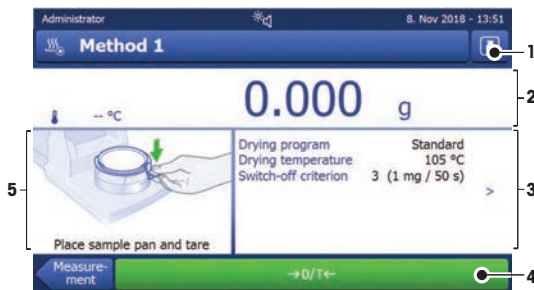 Administrator
8. Nov 2018 - 13:51
Method 1
1
-- °C
0.000 g
2
Drying program Standard
Drying temperature 105 °C
Switch-off criterion 3 (1 mg / 50 s)
>
3
5
Place sample pan and tare
Measure-
ment
→0/T←
4